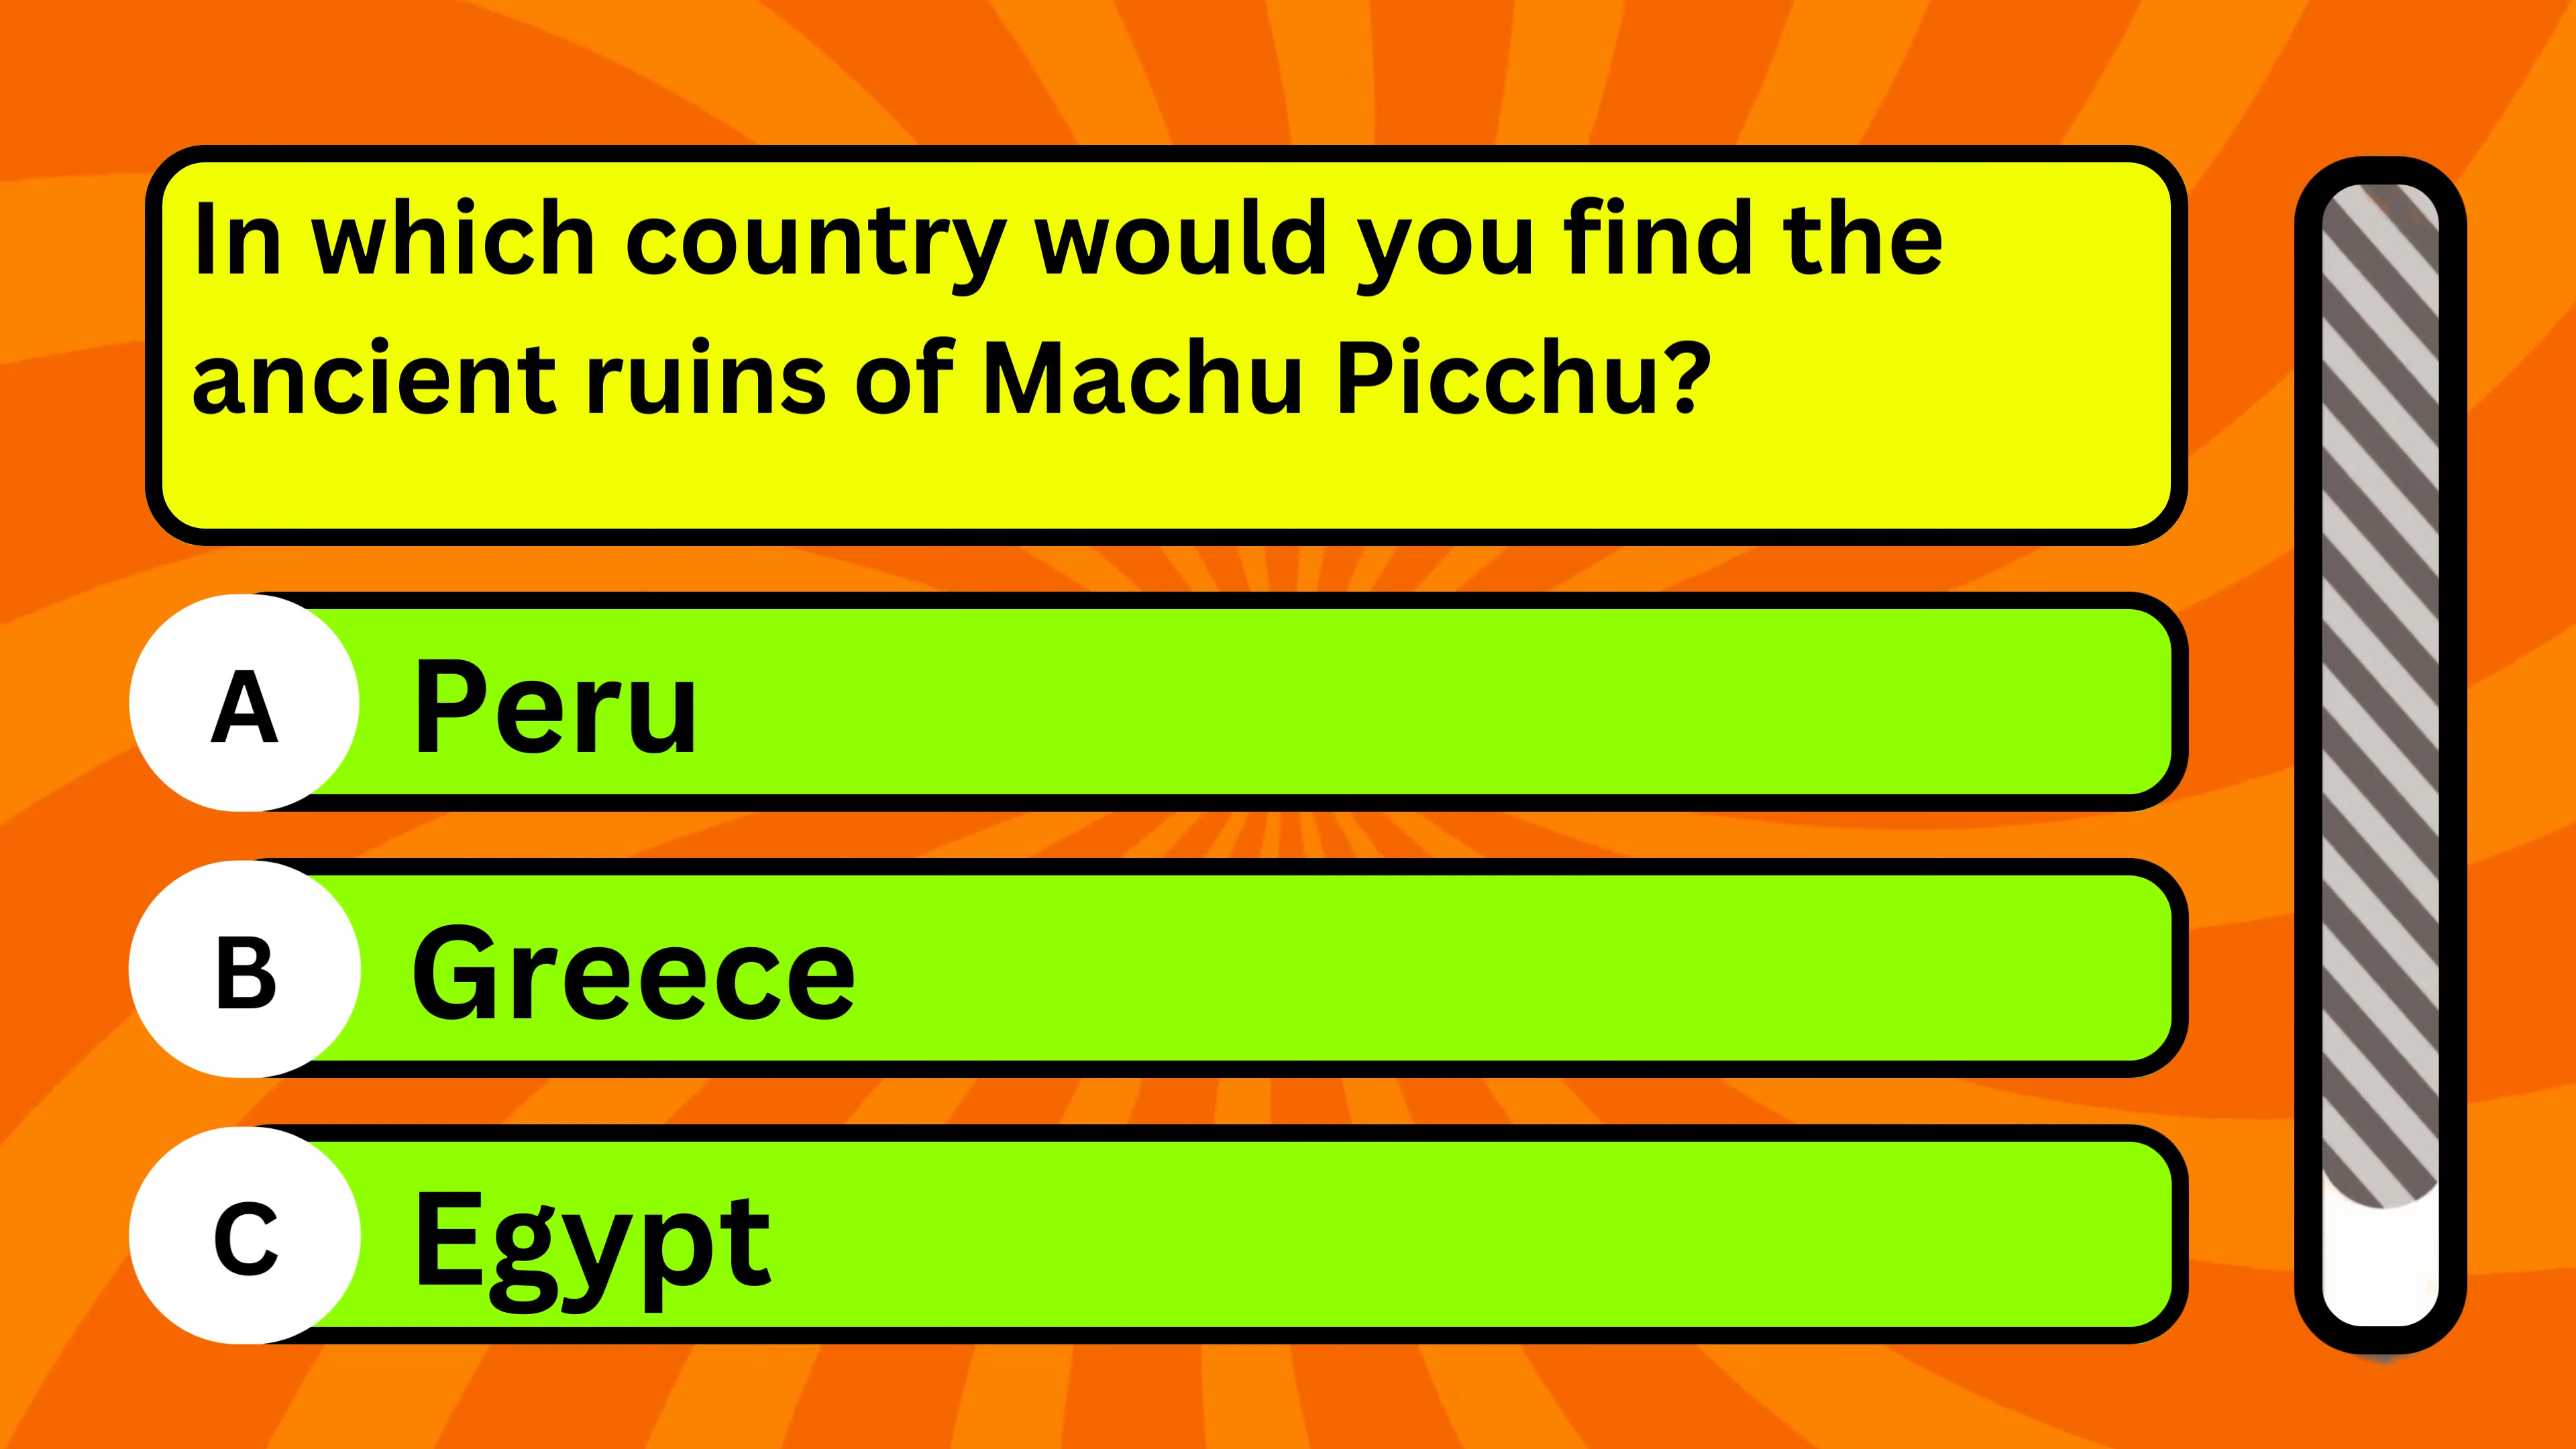 In which country would you find the
ancient ruins of Machu Picchu?
A Peru
B Greece
C Egypt